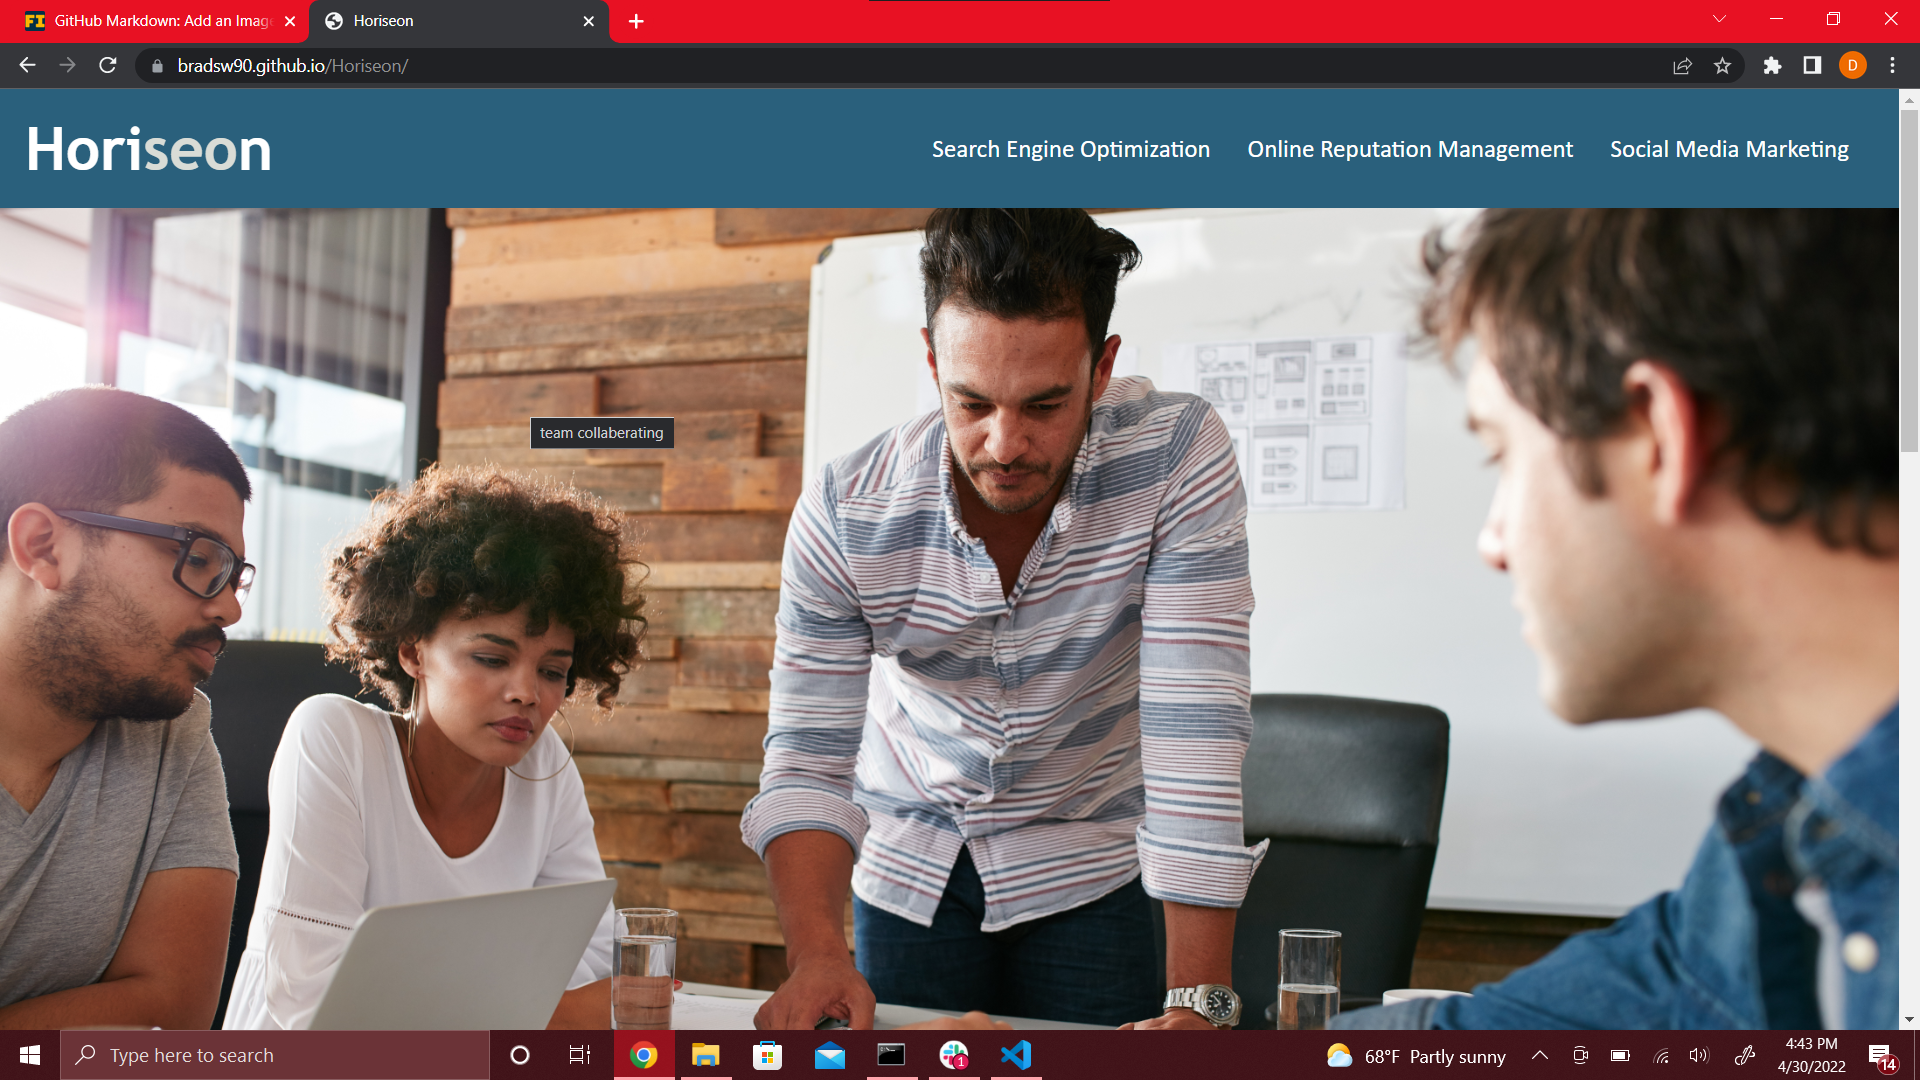 GitHub Markdown: Add an Imag
Horiseon
bradsw90.github.io/Horiseon/
D
Horiseon
Search Engine Optimization
Online Reputation Management
Social Media Marketing
team collaberating
Type here to search
1
68°F Partly sunny
4:43 PM
4/30/2022
14